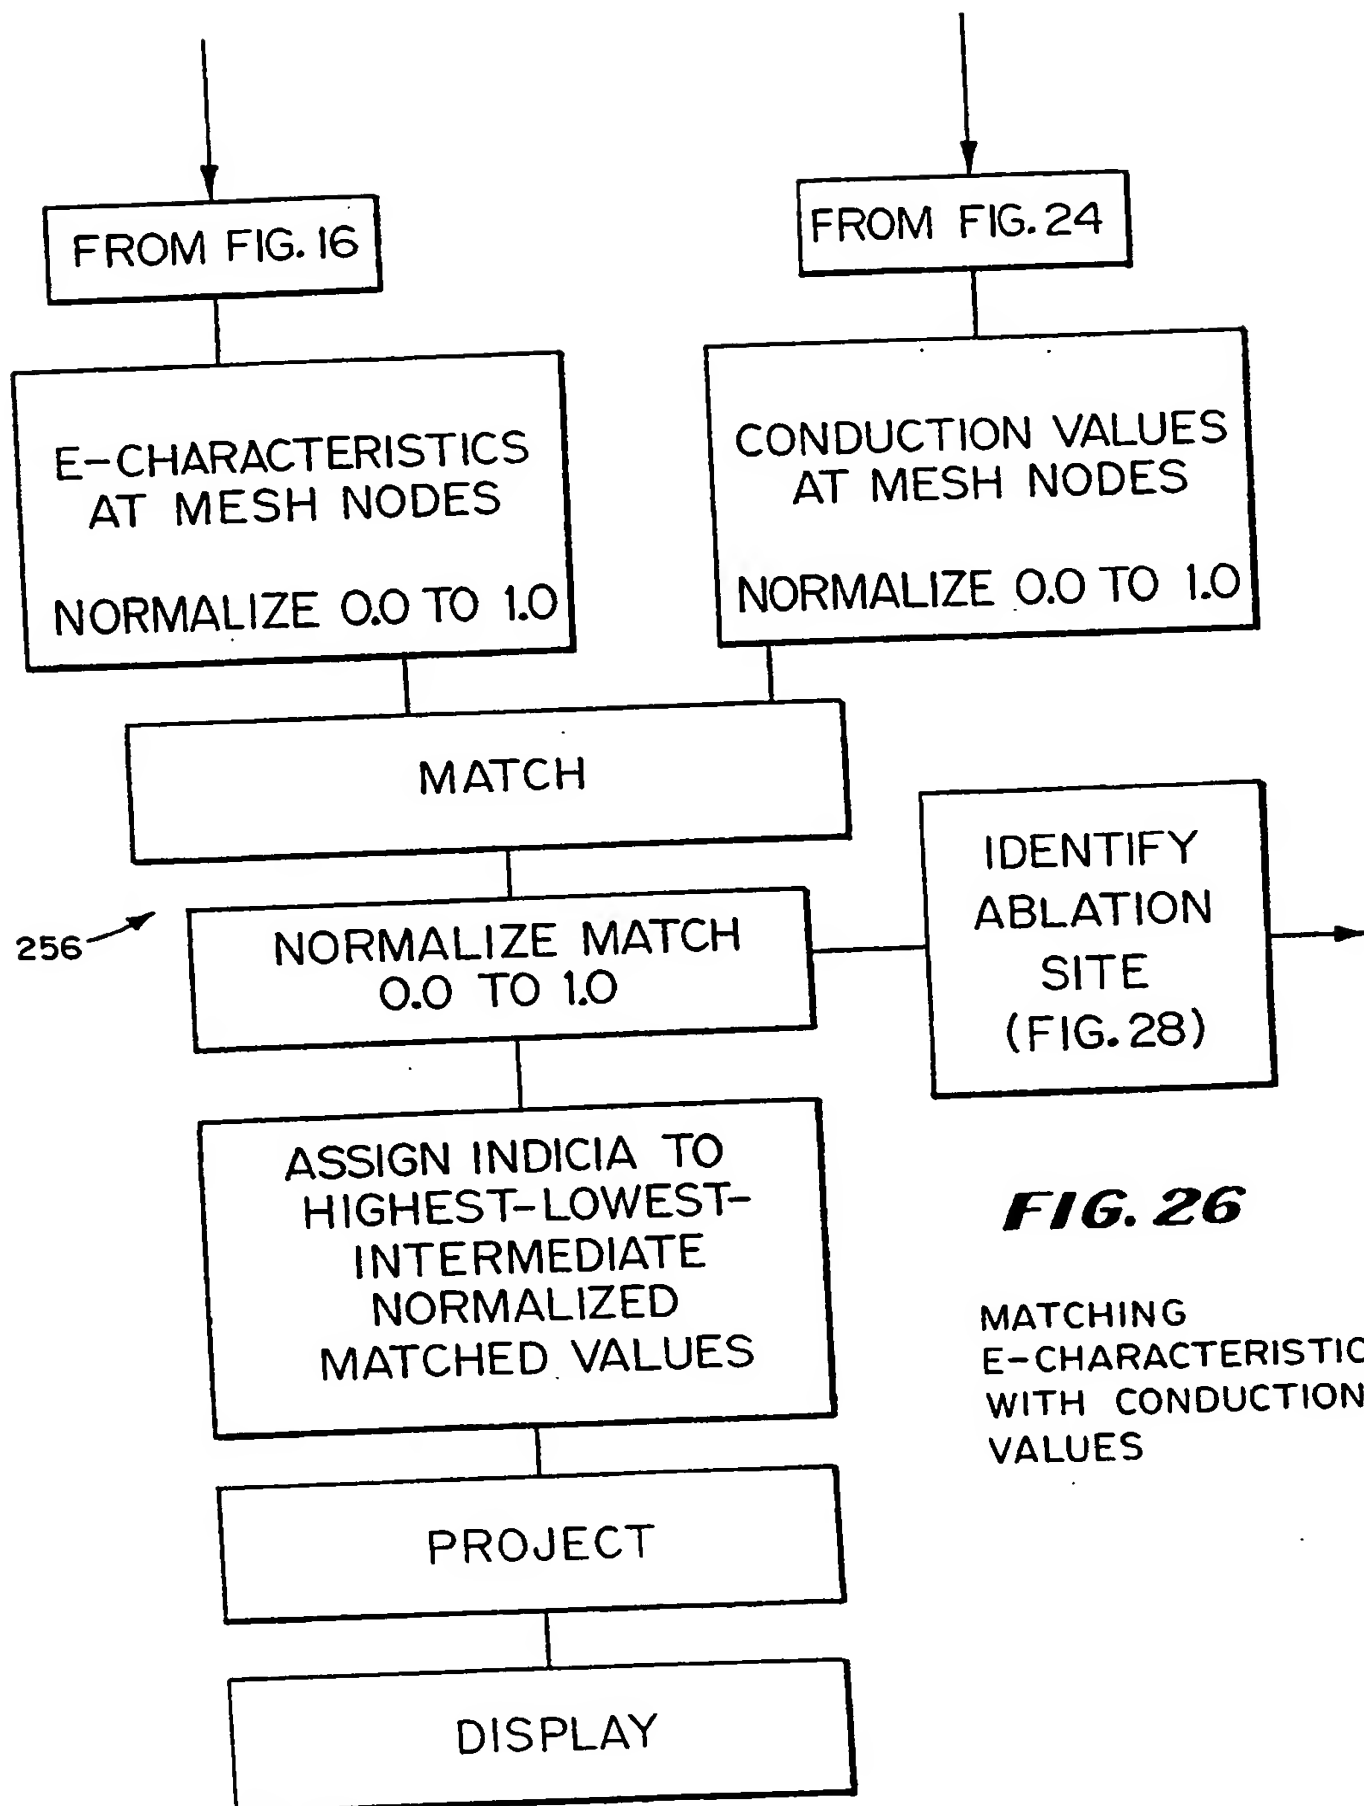 FROM FIG. 16
FROM FIG. 24
E-CHARACTERISTICS
AT MESH NODES
NORMALIZE 0.0 TO 1.0
CONDUCTION VALUES
AT MESH NODES
NORMALIZE 0.0 TO 1.0
MATCH
256
NORMALIZE MATCH
0.0 TO 1.0
IDENTIFY
ABLATION
SITE
(FIG. 28)
ASSIGN INDICIA TO
HIGHEST-LOWEST-
INTERMEDIATE
NORMALIZED
MATCHED VALUES
FIG. 26
MATCHING
E-CHARACTERISTIC
WITH CONDUCTION
VALUES
PROJECT
DISPLAY